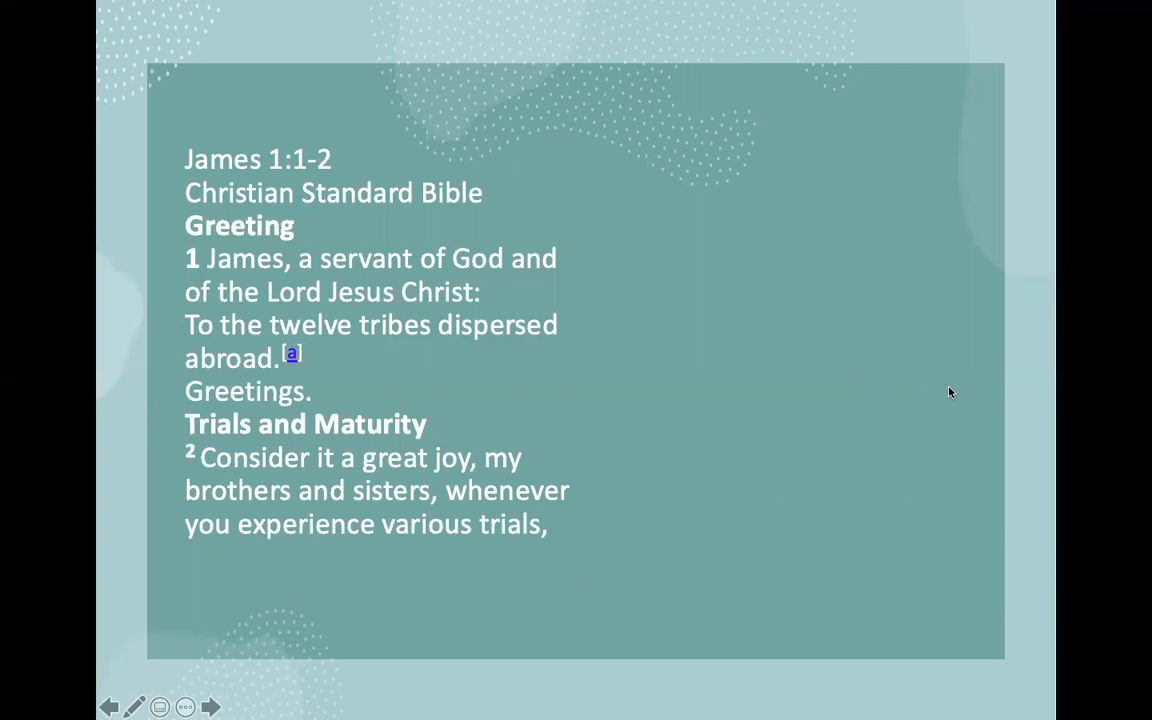 James 1:1-2
Christian Standard Bible
Greeting
1 James, a servant of God and
of the Lord Jesus Christ:
To the twelve tribes dispersed
abroad.[a]
Greetings.
Trials and Maturity
2 Consider it a great joy, my
brothers and sisters, whenever
you experience various trials,